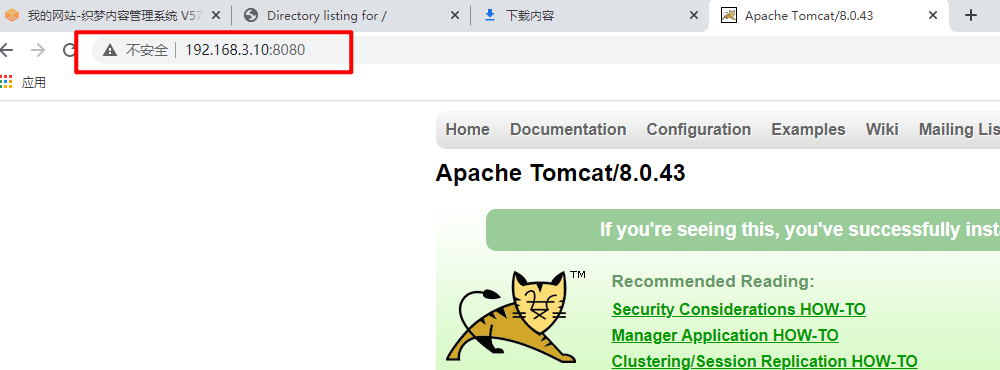 我的网站-织梦内容管理系统 V57
Directory listing for /
下载内容
Apache Tomcat/8.0.43
不安全 192.168.3.10:8080
应用
Home Documentation Configuration Examples Wiki Mailing Lis
Apache Tomcat/8.0.43
If you're seeing this, you've successfully inst
TM
Recommended Reading:
Security Considerations HOW-TO
Manager Application HOW-TO
Clustering/Session Replication HOW-TO